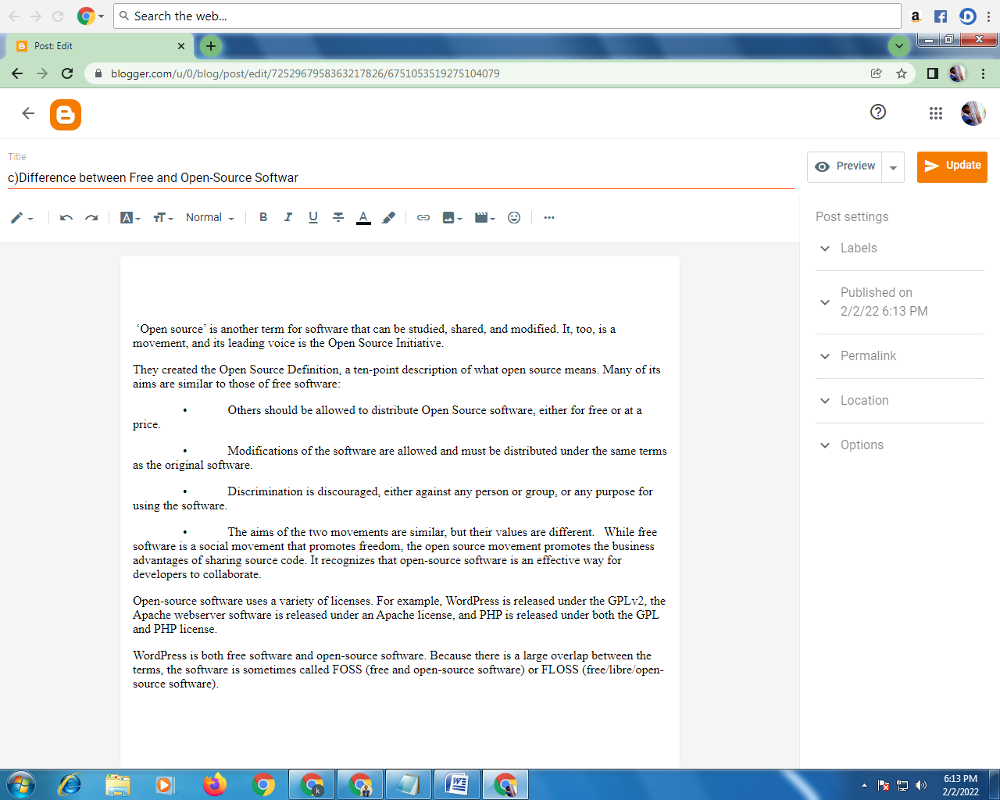 Search the web...
Post: Edit
blogger.com/u/0/blog/post/edit/7252967958363217826/6751053519275104079
Title
c)Difference between Free and Open-Source Softwar
Preview
Update
Normal
B I U A
Post settings
Labels
Published on
2/2/22 6:13 PM
Permalink
Location
Options
‘Open source’ is another term for software that can be studied, shared, and modified. It, too, is a
movement, and its leading voice is the Open Source Initiative.
They created the Open Source Definition, a ten-point description of what open source means. Many of its
aims are similar to those of free software:
• Others should be allowed to distribute Open Source software, either for free or at a
price.
• Modifications of the software are allowed and must be distributed under the same terms
as the original software.
• Discrimination is discouraged, either against any person or group, or any purpose for
using the software.
• The aims of the two movements are similar, but their values are different. While free
software is a social movement that promotes freedom, the open source movement promotes the business
advantages of sharing source code. It recognizes that open-source software is an effective way for
developers to collaborate.
Open-source software uses a variety of licenses. For example, WordPress is released under the GPLv2, the
Apache webserver software is released under an Apache license, and PHP is released under both the GPL
and PHP license.
WordPress is both free software and open-source software. Because there is a large overlap between the
terms, the software is sometimes called FOSS (free and open-source software) or FLOSS (free/libre/open-
source software).
6:13 PM
2/2/2022